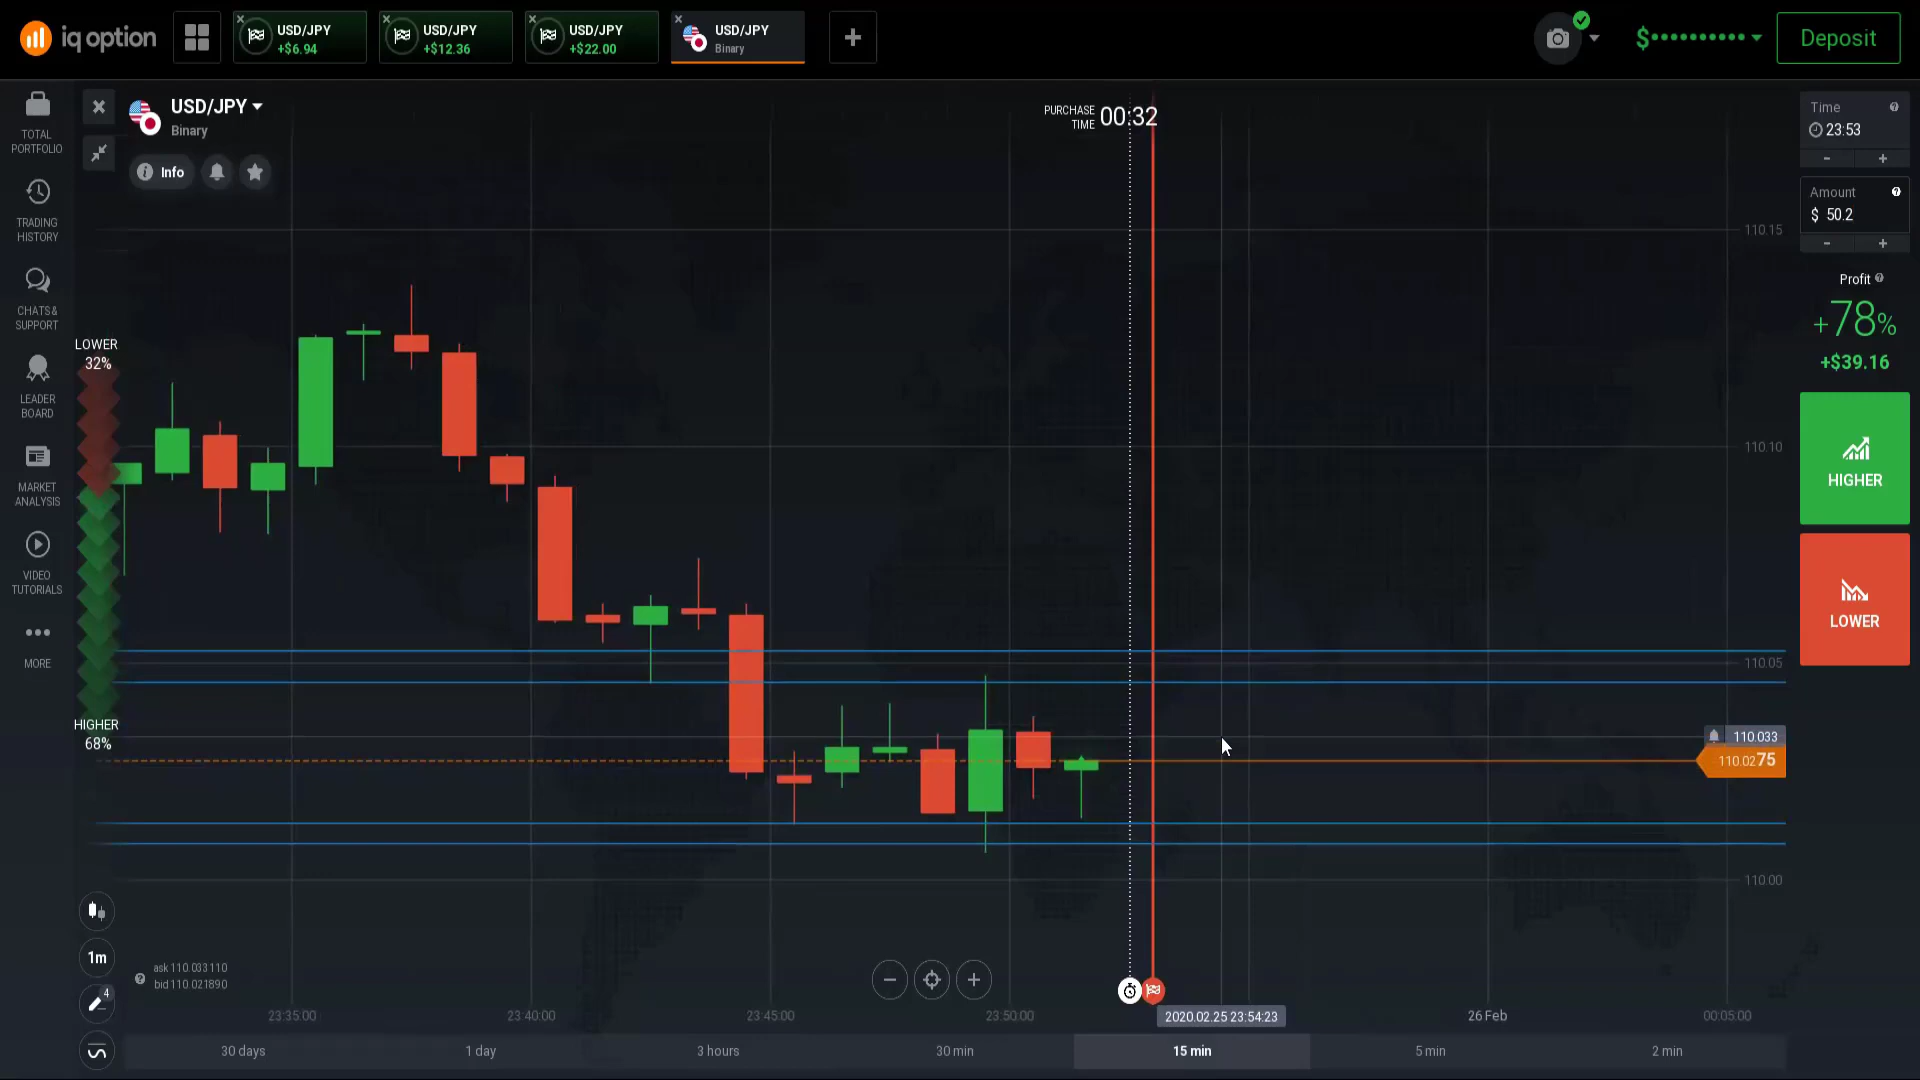 iq option
USD/JPY
+$6.94
USD/JPY
+$12.36
USD/JPY
+$22.00
USD/JPY
Binary
$••••••••••
Deposit
TOTAL
PORTFOLIO
TRADING
HISTORY
CHATS &
SUPPORT
LEADER
BOARD
MARKET
ANALYSIS
VIDEO
TUTORIALS
MORE
USD/JPY
Binary
Info
PURCHASE
TIME
00:32
LOWER
32%
HIGHER
68%
110.15
110.10
110.05
110.033
110.0275
110.00
Time
23:53
- +
Amount
$ 50.2
- +
Profit
+78%
+$39.16
HIGHER
LOWER
1m
4
ask 110.033110
bid 110.021890
23:35:00
23:40:00
23:45:00
23:50:00
2020.02.25 23:54:23
26 Feb
00:05:00
30 days
1 day
3 hours
30 min
15 min
5 min
2 min